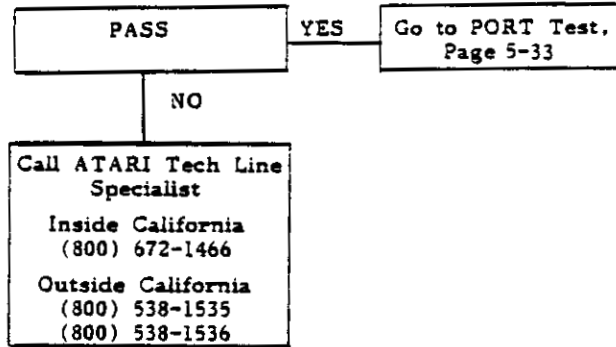 PASS
YES
Go to PORT Test,
Page 5-33
NO
Call ATARI Tech Line
Specialist
Inside California
(800) 672-1466
Outside California
(800) 538-1535
(800) 538-1536